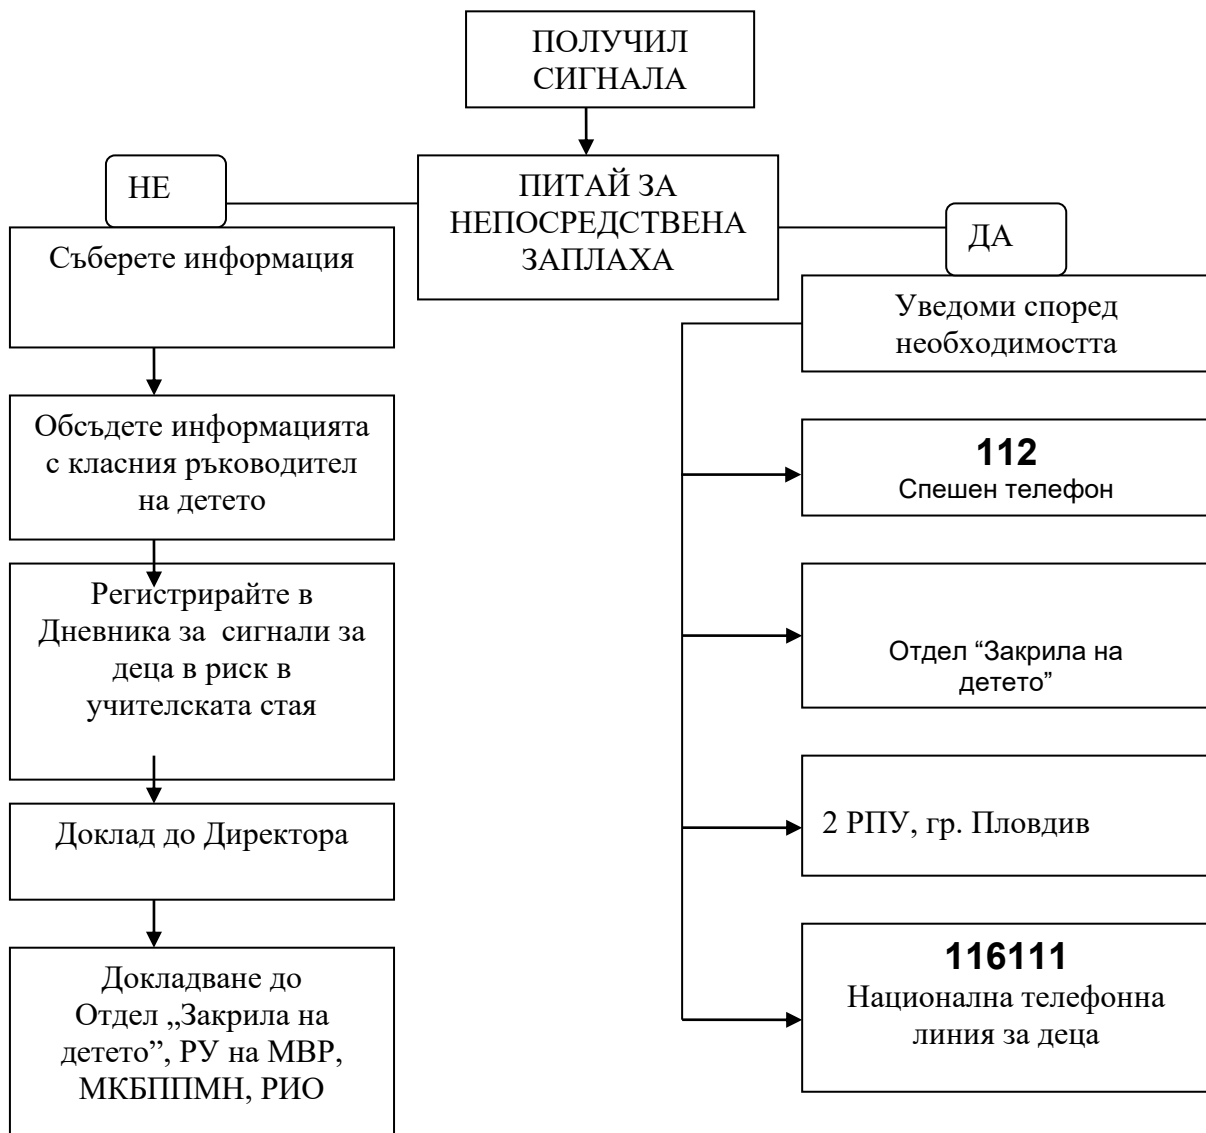 ПОЛУЧИЛ
СИГНАЛА
ПИТАЙ ЗА
НЕПОСРЕДСТВЕНА
ЗАПЛАХА
НЕ
Съберете информация
Обсъдете информацията
с класния ръководител
на детето
Регистрирайте в
Дневника за сигнали за
деца в риск в
учителската стая
Доклад до Директора
Докладване до
Отдел „Закрила на
детето”, РУ на МВР,
МКБППМН, РИО
ДА
Уведоми според
необходимостта
112
Спешен телефон
Отдел “Закрила на
детето”
2 РПУ, гр. Пловдив
116111
Национална телефонна
линия за деца